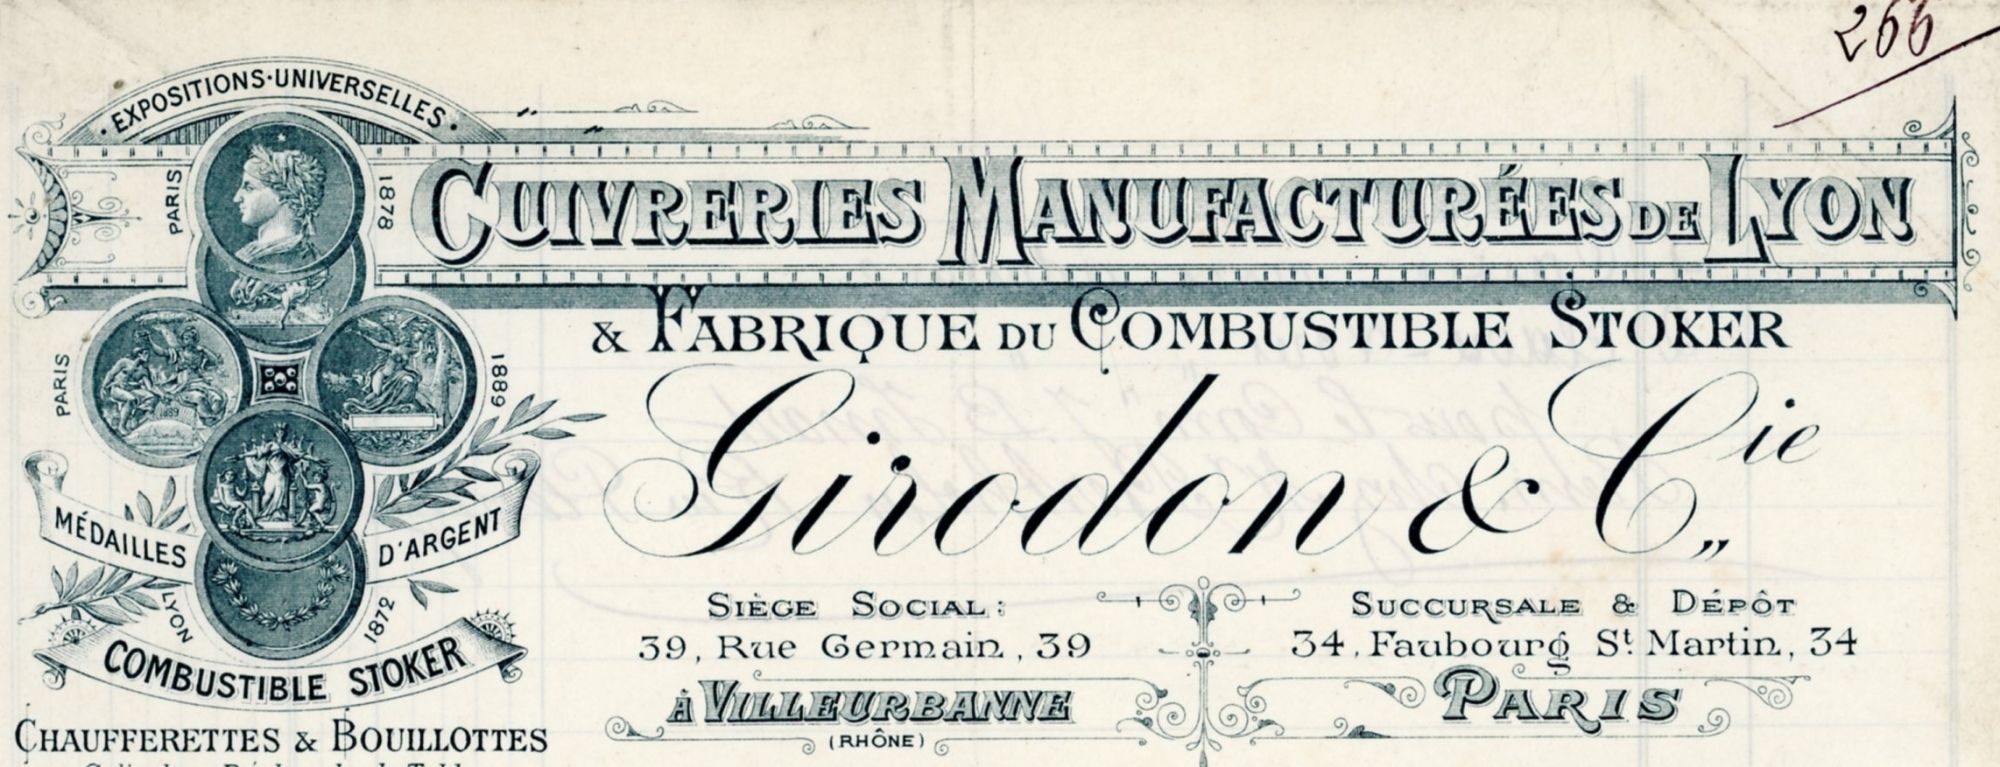 266
EXPOSITIONS·UNIVERSELLES
PARIS 1878
CUIVRERIES MANUFACTURÉES DE LYON
& FABRIQUE DU COMBUSTIBLE STOKER
PARIS 1889
1889
Girodon & Cie
MÉDAILLES D'ARGENT
LYON 1872
COMBUSTIBLE STOKER
CHAUFFERETTES & BOUILLOTTES
SIÈGE SOCIAL:
39, Rue Germain, 39
À VILLEURBANNE
(RHÔNE)
SUCCURSALE & DÉPÔT
34, Faubourg St Martin, 34
PARIS